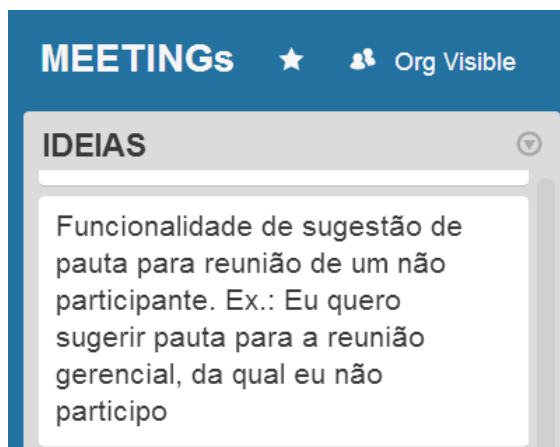 MEETINGs
Org Visible
IDEIAS
Funcionalidade de sugestão de
pauta para reunião de um não
participante. Ex.: Eu quero
sugerir pauta para a reunião
gerencial, da qual eu não
participo